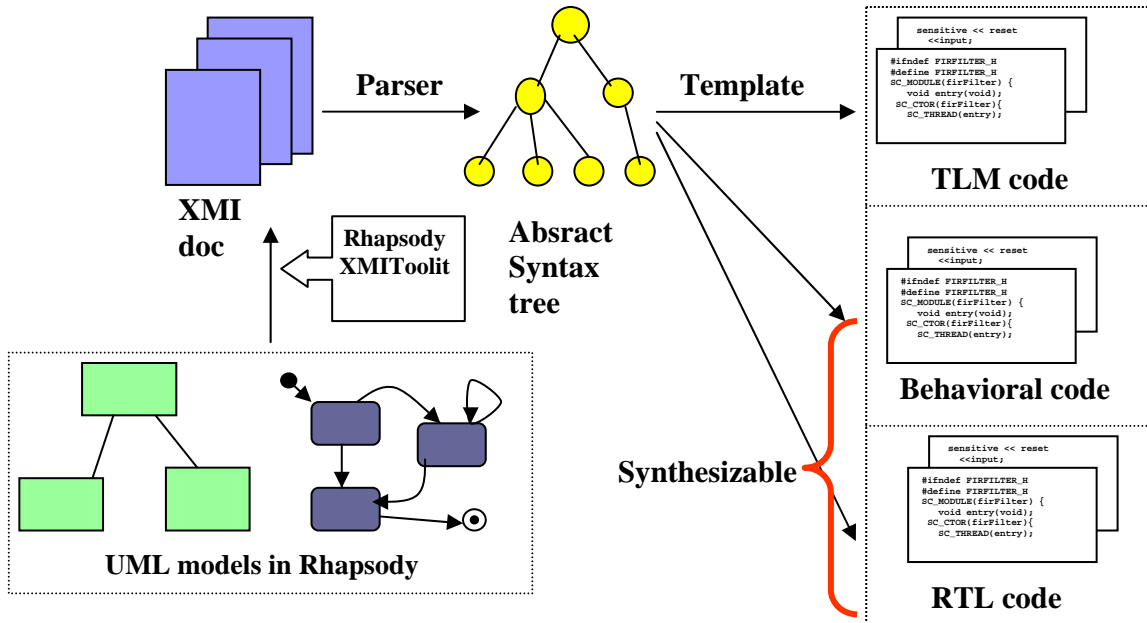 Parser
Template
sensitive << reset
<<input;
#ifndef FIRFILTER_H
#define FIRFILTER_H
SC_MODULE(firFilter) {
void entry(void);
SC_CTOR(firFilter){
SC_THREAD(entry);
TLM code
XMI
doc
Rhapsody
XMIToolit
Absract
Syntax
tree
sensitive << reset
<<input;
#ifndef FIRFILTER_H
#define FIRFILTER_H
SC_MODULE(firFilter) {
void entry(void);
SC_CTOR(firFilter){
SC_THREAD(entry);
Behavioral code
Synthesizable
sensitive << reset
<<input;
#ifndef FIRFILTER_H
#define FIRFILTER_H
SC_MODULE(firFilter) {
void entry(void);
SC_CTOR(firFilter){
SC_THREAD(entry);
RTL code
UML models in Rhapsody